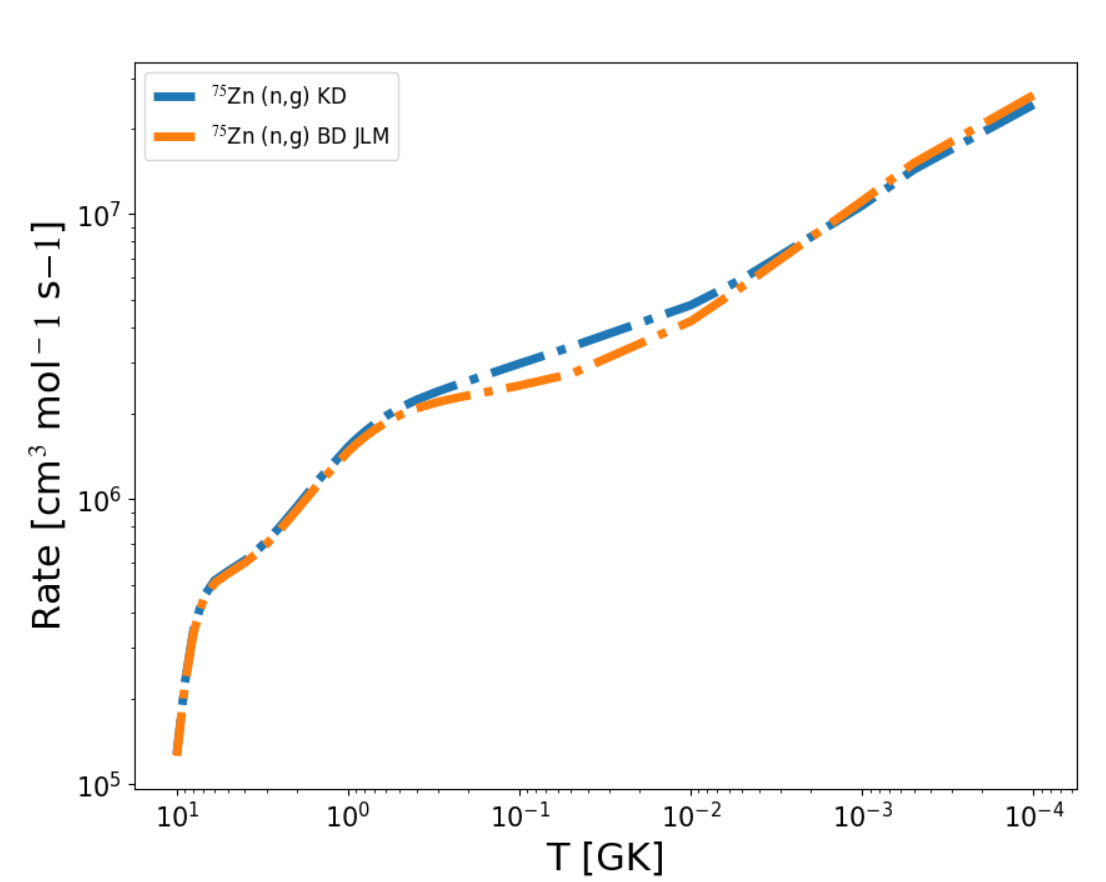 ⁷⁵Zn (n,g) KD
⁷⁵Zn (n,g) BD JLM
Rate [cm³ mol⁻1 s−1]
10⁷
10⁶
10⁵
10¹ 10⁰ 10⁻¹ 10⁻² 10⁻³ 10⁻⁴
T [GK]